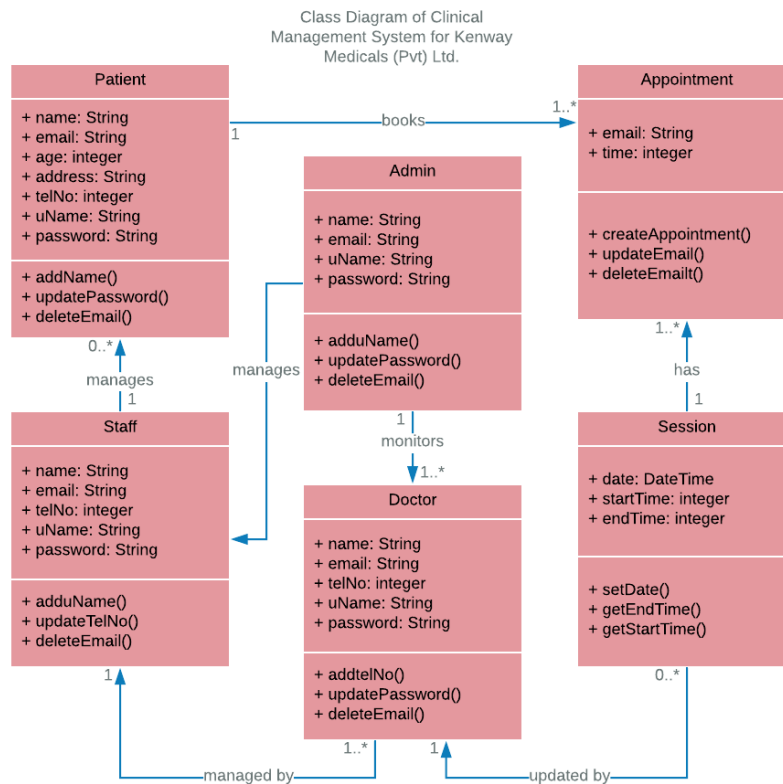 Class Diagram of Clinical
Management System for Kenway
Medicals (Pvt) Ltd.
Patient
+ name: String
+ email: String
+ age: integer
+ address: String
+ telNo: integer
+ uName: String
+ password: String
+ addName()
+ updatePassword()
+ deleteEmail()
1
books
1..*
Appointment
+ email: String
+ time: integer
+ createAppointment()
+ updateEmail()
+ deleteEmailt()
Admin
+ name: String
+ email: String
+ uName: String
+ password: String
+ adduName()
+ updatePassword()
+ deleteEmail()
0..*
manages
1
manages
1
monitors
1..*
1..*
has
1
Staff
+ name: String
+ email: String
+ telNo: integer
+ uName: String
+ password: String
+ adduName()
+ updateTelNo()
+ deleteEmail()
Doctor
+ name: String
+ email: String
+ telNo: integer
+ uName: String
+ password: String
+ addtelNo()
+ updatePassword()
+ deleteEmail()
Session
+ date: DateTime
+ startTime: integer
+ endTime: integer
+ setDate()
+ getEndTime()
+ getStartTime()
1
managed by
1..*
1
updated by
0..*